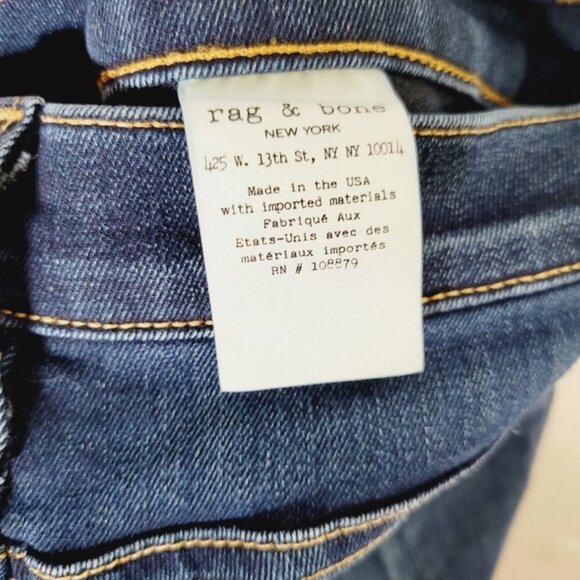 rag & bone
NEW YORK
425 W. 13th St, NY NY 10014
Made in the USA
with imported materials
Fabriqué Aux
Etats-Unis avec des
matériaux importés
RN # 108879